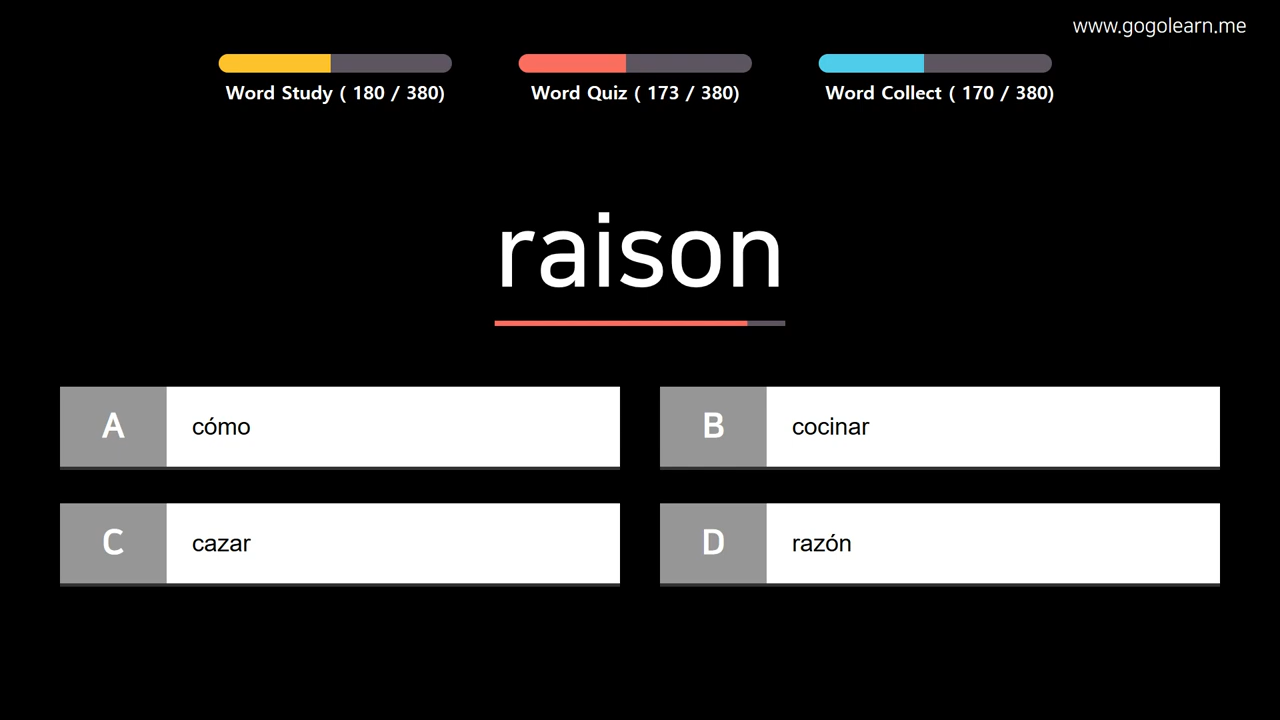 www.gogolearn.me
Word Study ( 180 / 380)
Word Quiz ( 173 / 380)
Word Collect ( 170 / 380)
raison
A cómo
B cocinar
C cazar
D razón